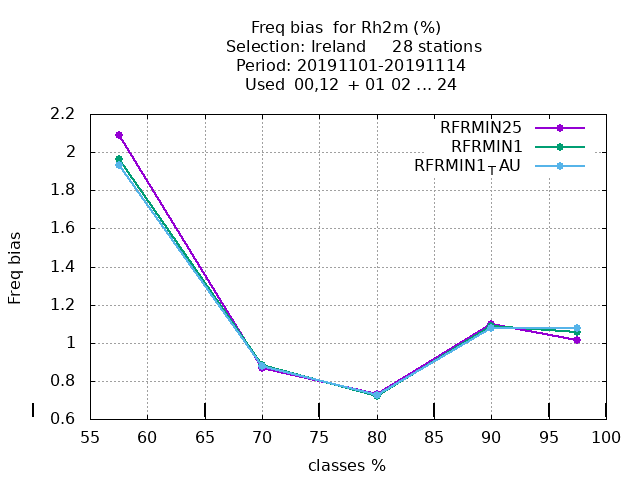 Freq bias for Rh2m (%)
Selection: Ireland 28 stations
Period: 20191101-20191114
Used 00,12 + 01 02 ... 24
RFRMIN25
RFRMIN1
RFRMIN1TAU
Freq bias
2.2
2
1.8
1.6
1.4
1.2
1
0.8
0.6
55 60 65 70 75 80 85 90 95 100
classes %